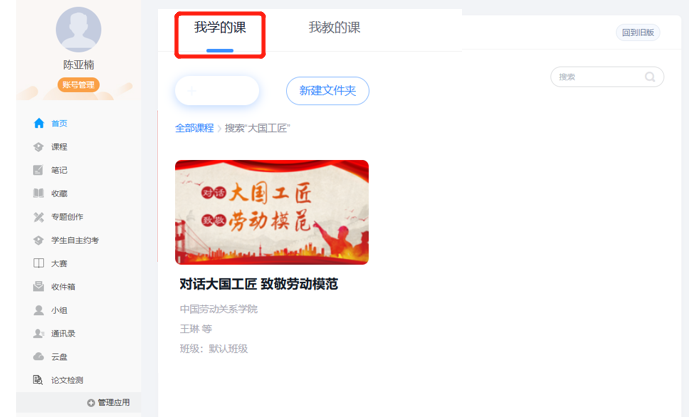 陈亚楠
账号管理
首页
课程
笔记
收藏
专题创作
学生自主约考
大赛
收件箱
小组
通讯录
云盘
论文检测
管理应用
我学的课
我教的课
回到旧版
新建文件夹
搜索
全部课程 > 搜索"大国工匠"
对话 大国工匠
致敬 劳动模范
对话大国工匠 致敬劳动模范
中国劳动关系学院
王琳 等
班级：默认班级